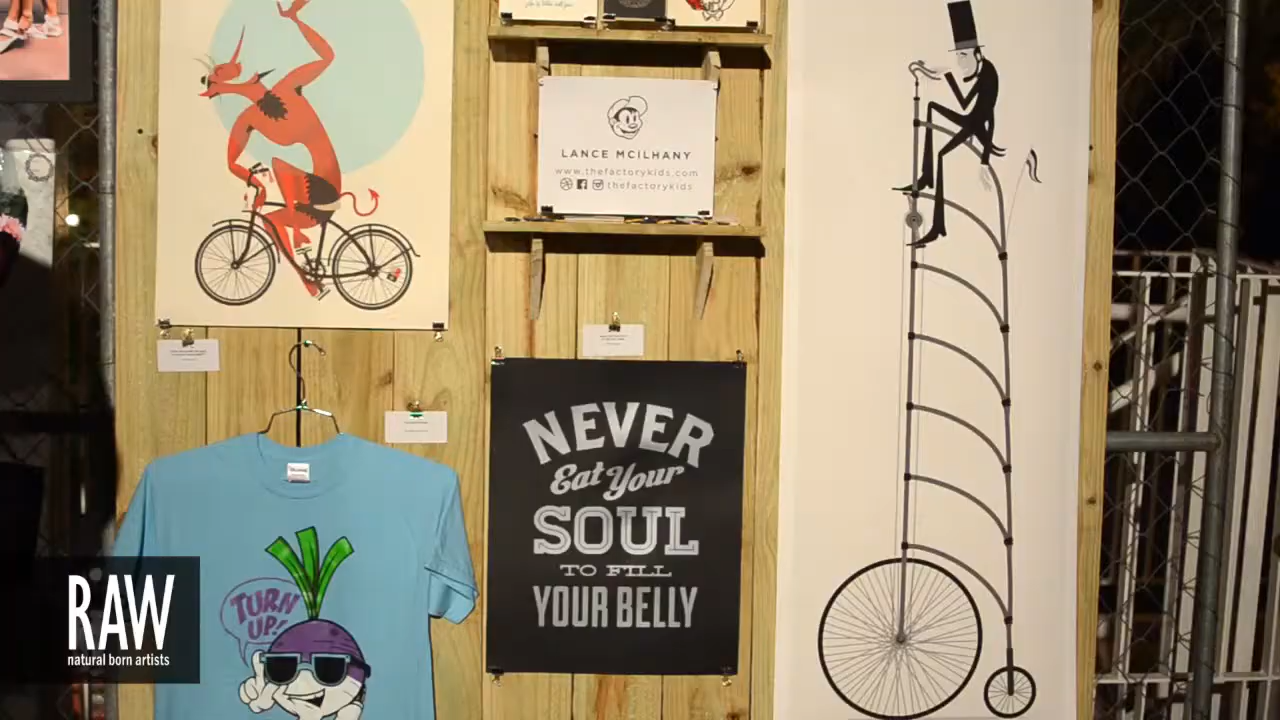 LANCE MCILHANY
www.thefactorykids.com
thefactorykids
NEVER
Eat Your
SOUL
TO FILL
YOUR BELLY
TURN
UP!
RAW
natural born artists